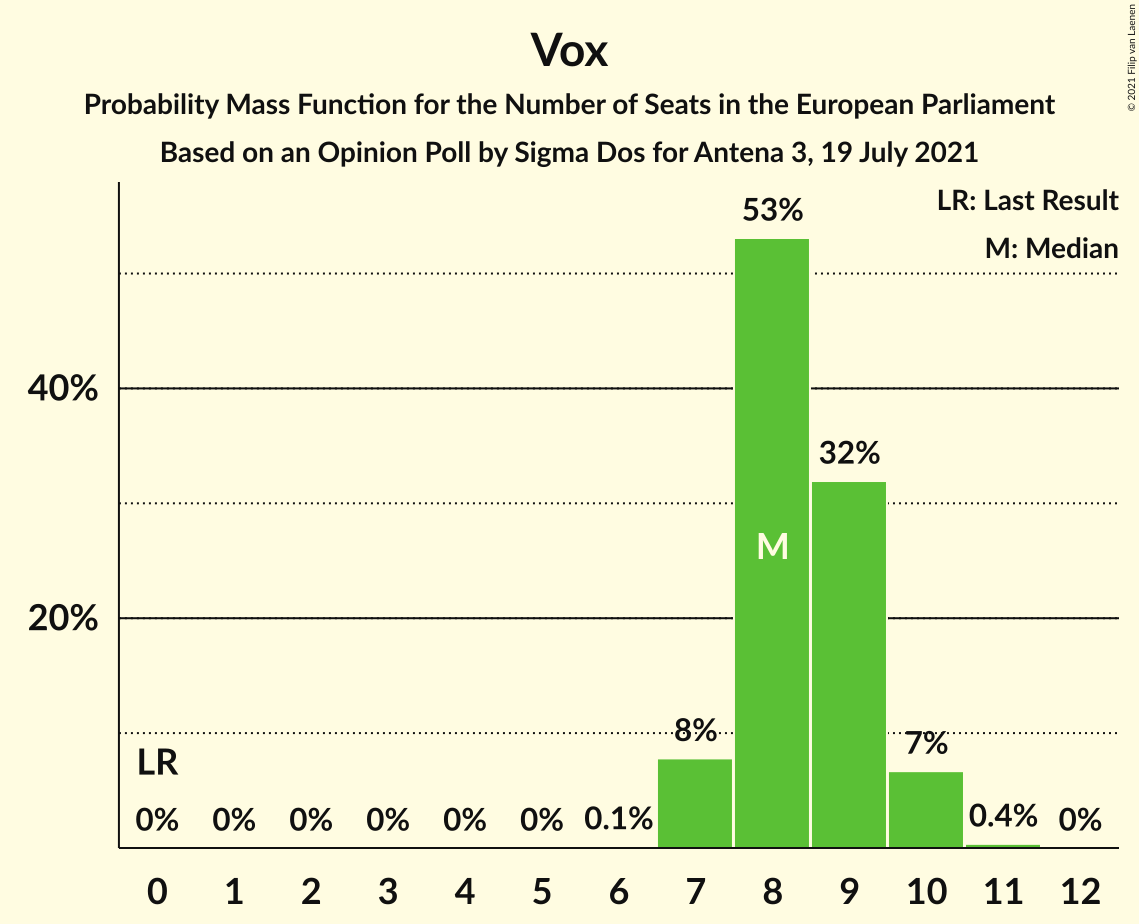 Vox
Probability Mass Function for the Number of Seats in the European Parliament
Based on an Opinion Poll by Sigma Dos for Antena 3, 19 July 2021
© 2021 Filip van Laenen
LR: Last Result
M: Median
53%
40%
32%
M
20%
8%
7%
LR
0% 0% 0% 0% 0% 0% 0.1% 0.4% 0%
0 1 2 3 4 5 6 7 8 9 10 11 12